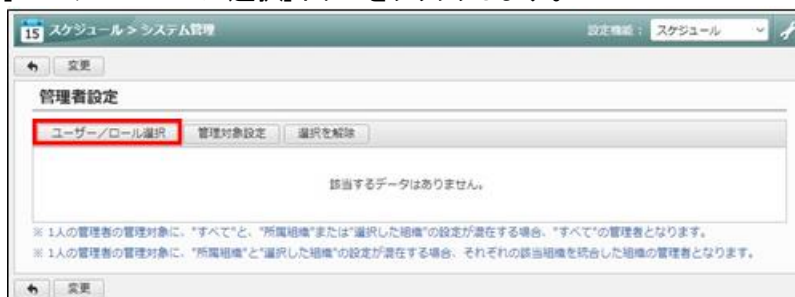 15 スケジュール > システム管理 設定機能： スケジュール
変更
管理者設定
ユーザー／ロール選択 管理対象設定 選択を解除
該当するデータはありません。
※ 1人の管理者の管理対象に、"すべて"と、"所属組織"または"選択した組織"の設定が混在する場合、"すべて"の管理者となります。
※ 1人の管理者の管理対象に、"所属組織"と"選択した組織"の設定が混在する場合、それぞれの該当組織を統合した組織の管理者となります。
変更